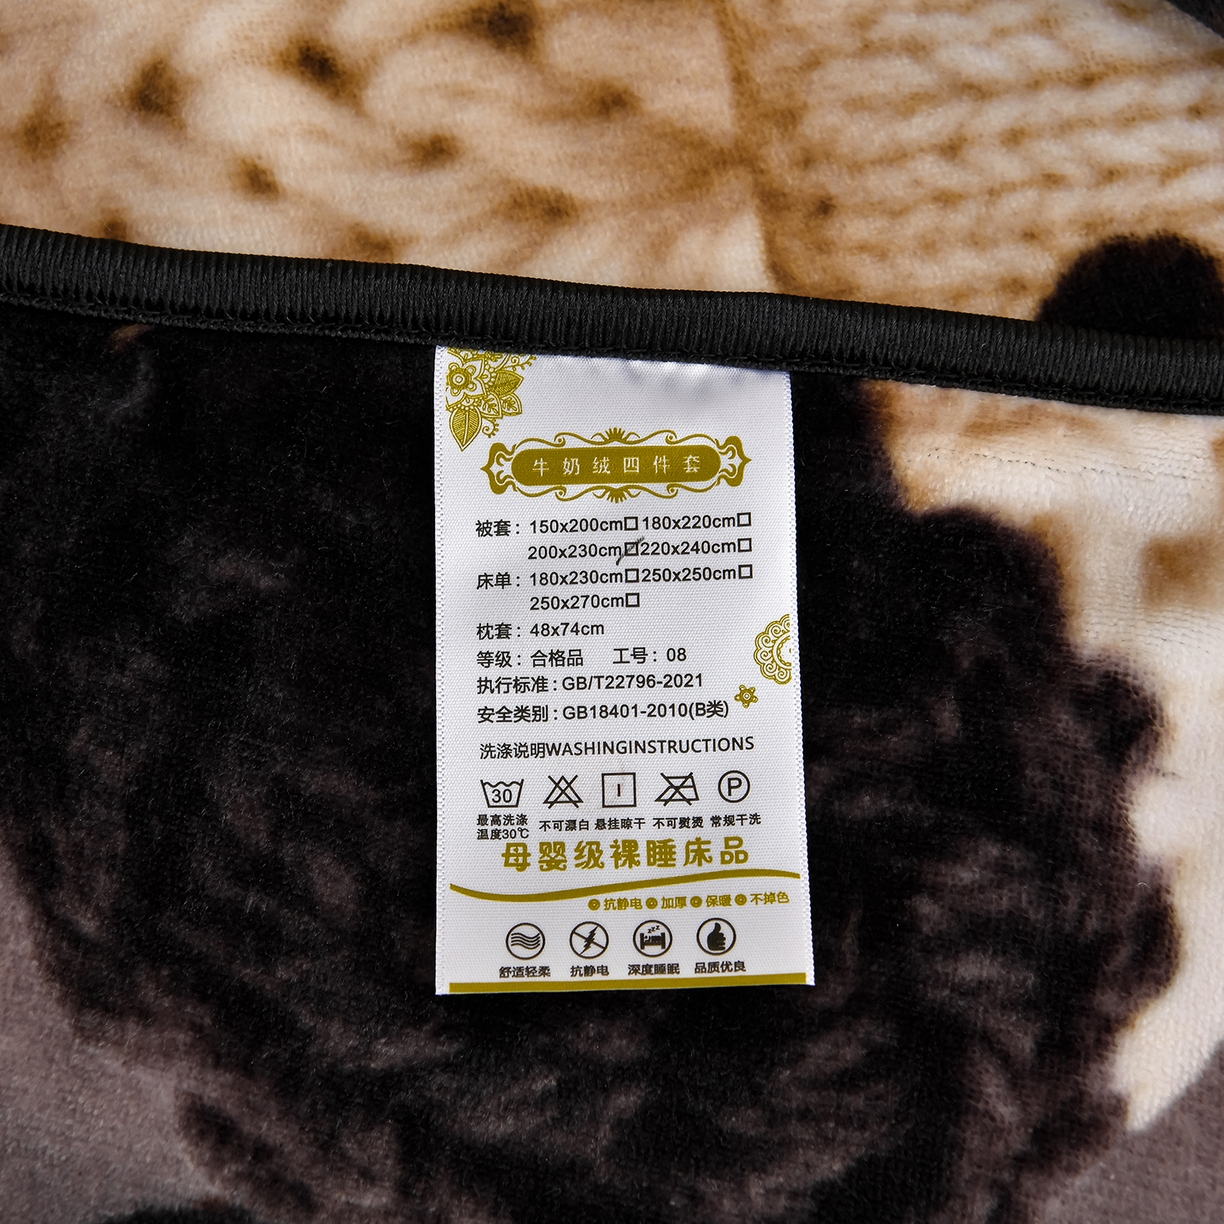 牛奶绒四件套
被套：150x200cm□180x220cm□
200x230cm☑220x240cm□
床单：180x230cm□250x250cm□
250x270cm□
枕套：48x74cm
等级：合格品 工号：08
执行标准：GB/T22796-2021
安全类别：GB18401-2010(B类)
洗涤说明WASHINGINSTRUCTIONS
30 P
最高洗涤温度30℃ 不可漂白 悬挂晾干 不可熨烫 常规干洗
母婴级裸睡床品
抗静电 加厚 保暖 不掉色
zzz
舒适轻柔 抗静电 深度睡眠 品质优良